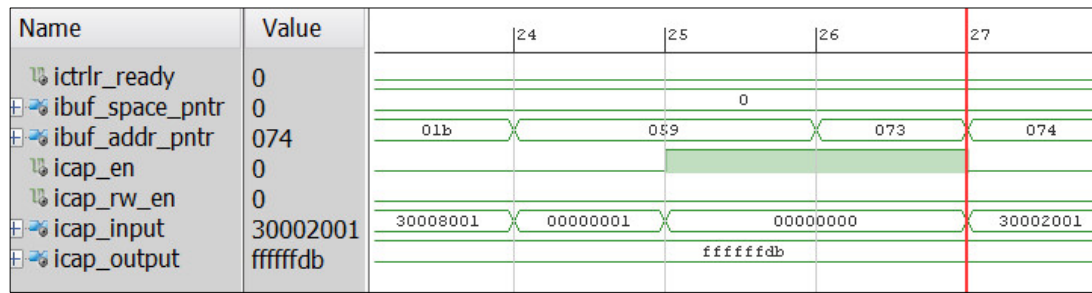 Name Value |24 |25 |26 |27
ictrlr_ready 0
ibuf_space_pntr 0 0
ibuf_addr_pntr 074 01b 059 073 074
icap_en 0
icap_rw_en 0
icap_input 30002001 30008001 00000001 00000000 30002001
icap_output ffffffdb ffffffdb